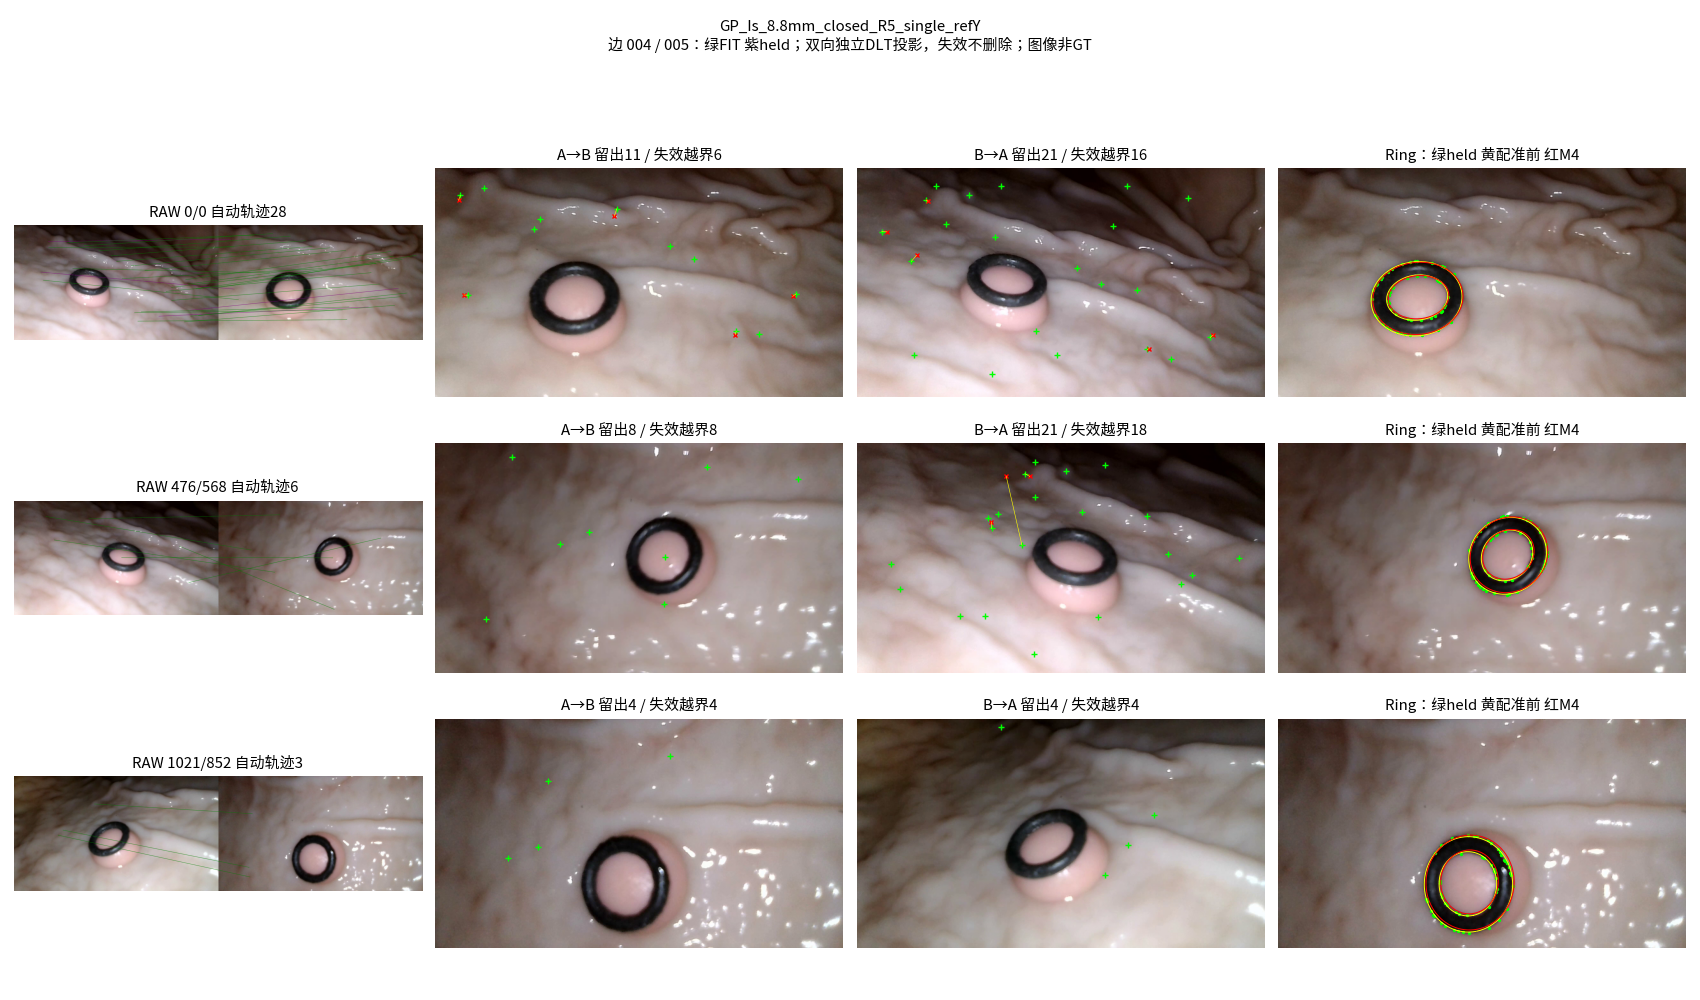 GP_Is_8.8mm_closed_R5_single_refY
边 004 / 005：绿FIT 紫held；双向独立DLT投影，失效不删除；图像非GT
RAW 0/0 自动轨迹28
A→B 留出11 / 失效越界6
B→A 留出21 / 失效越界16
Ring：绿held 黄配准前 红M4
RAW 476/568 自动轨迹6
A→B 留出8 / 失效越界8
B→A 留出21 / 失效越界18
Ring：绿held 黄配准前 红M4
RAW 1021/852 自动轨迹3
A→B 留出4 / 失效越界4
B→A 留出4 / 失效越界4
Ring：绿held 黄配准前 红M4